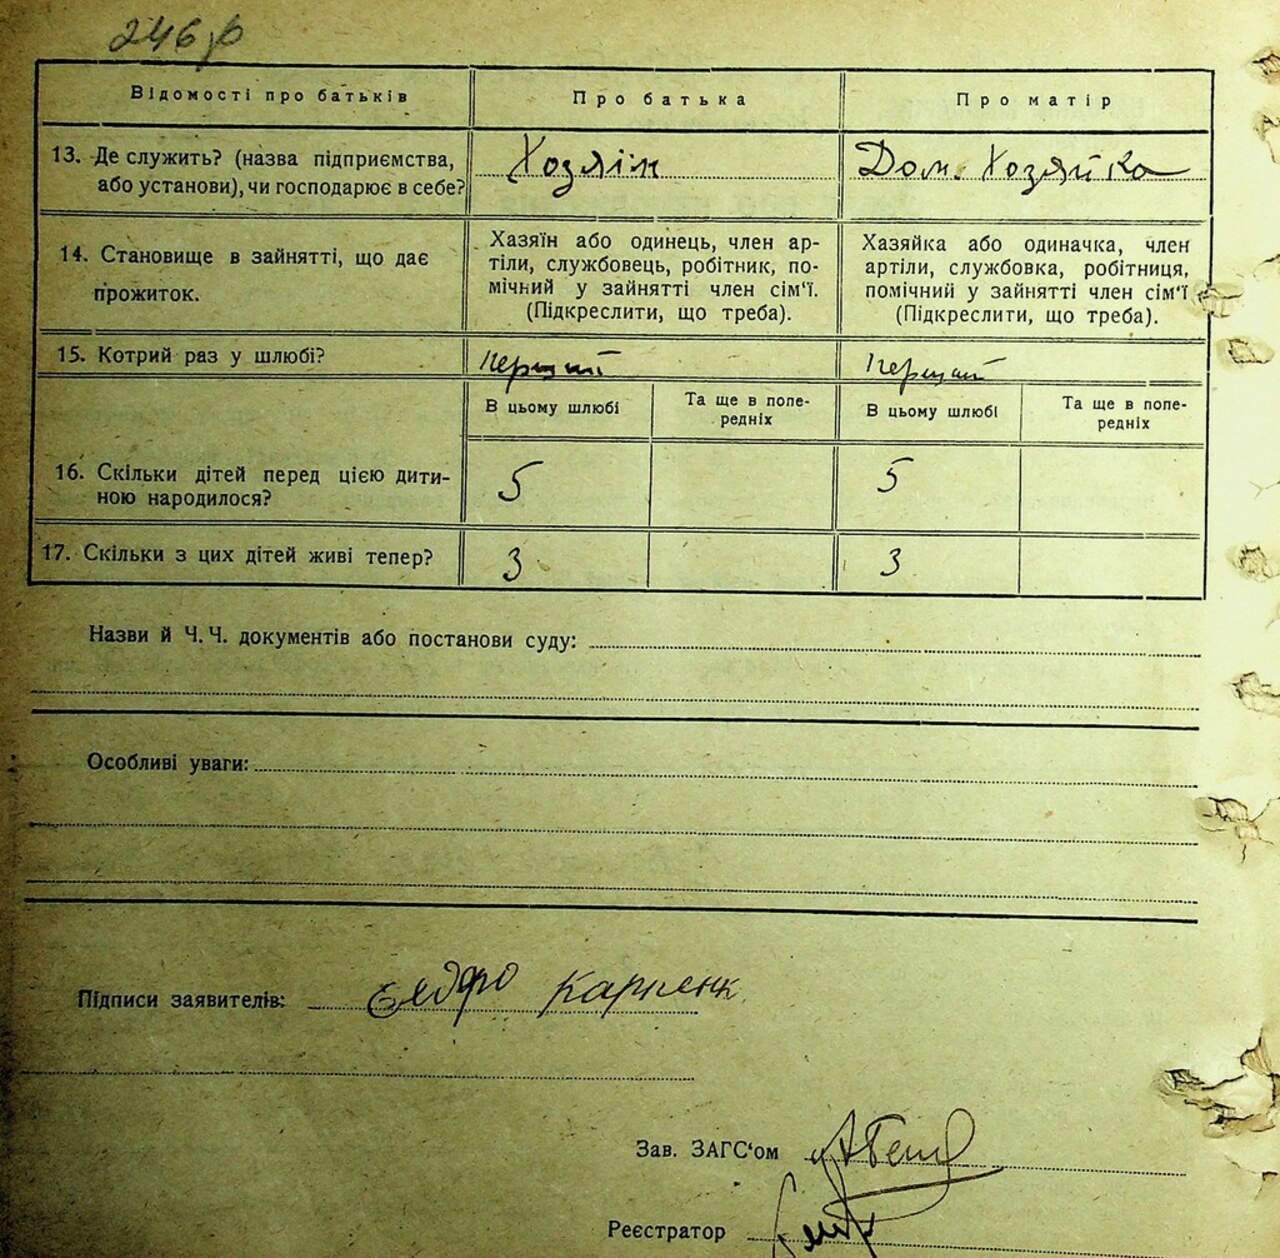 Відомості про батьків
Про батька
Про матір
13. Де служить? (назва підприємства,
або установи), чи господарює в себе?
Хозяїн
Дом. Хозяйка
14. Становище в зайнятті, що дає
прожиток.
Хазяїн або одинець, член ар-
тіли, службовець, робітник, по-
мічний у зайнятті член сім‘ї.
(Підкреслити, що треба).
Хазяйка або одиначка, член
артіли, службовка, робітниця,
помічний у зайнятті член сім‘ї
(Підкреслити, що треба).
15. Котрий раз у шлюбі?
В цьому шлюбі
Та ще в попе-
редніх
В цьому шлюбі
Та ще в попе-
редніх
16. Скільки дітей перед цією дити-
ною народилося?
5
5
17. Скільки з цих дітей живі тепер?
3
3
Назви й Ч. Ч. документів або постанови суду:
Особливі уваги:
Підписи заявителів:
Зав. ЗАГС‘ом
Реєстратор